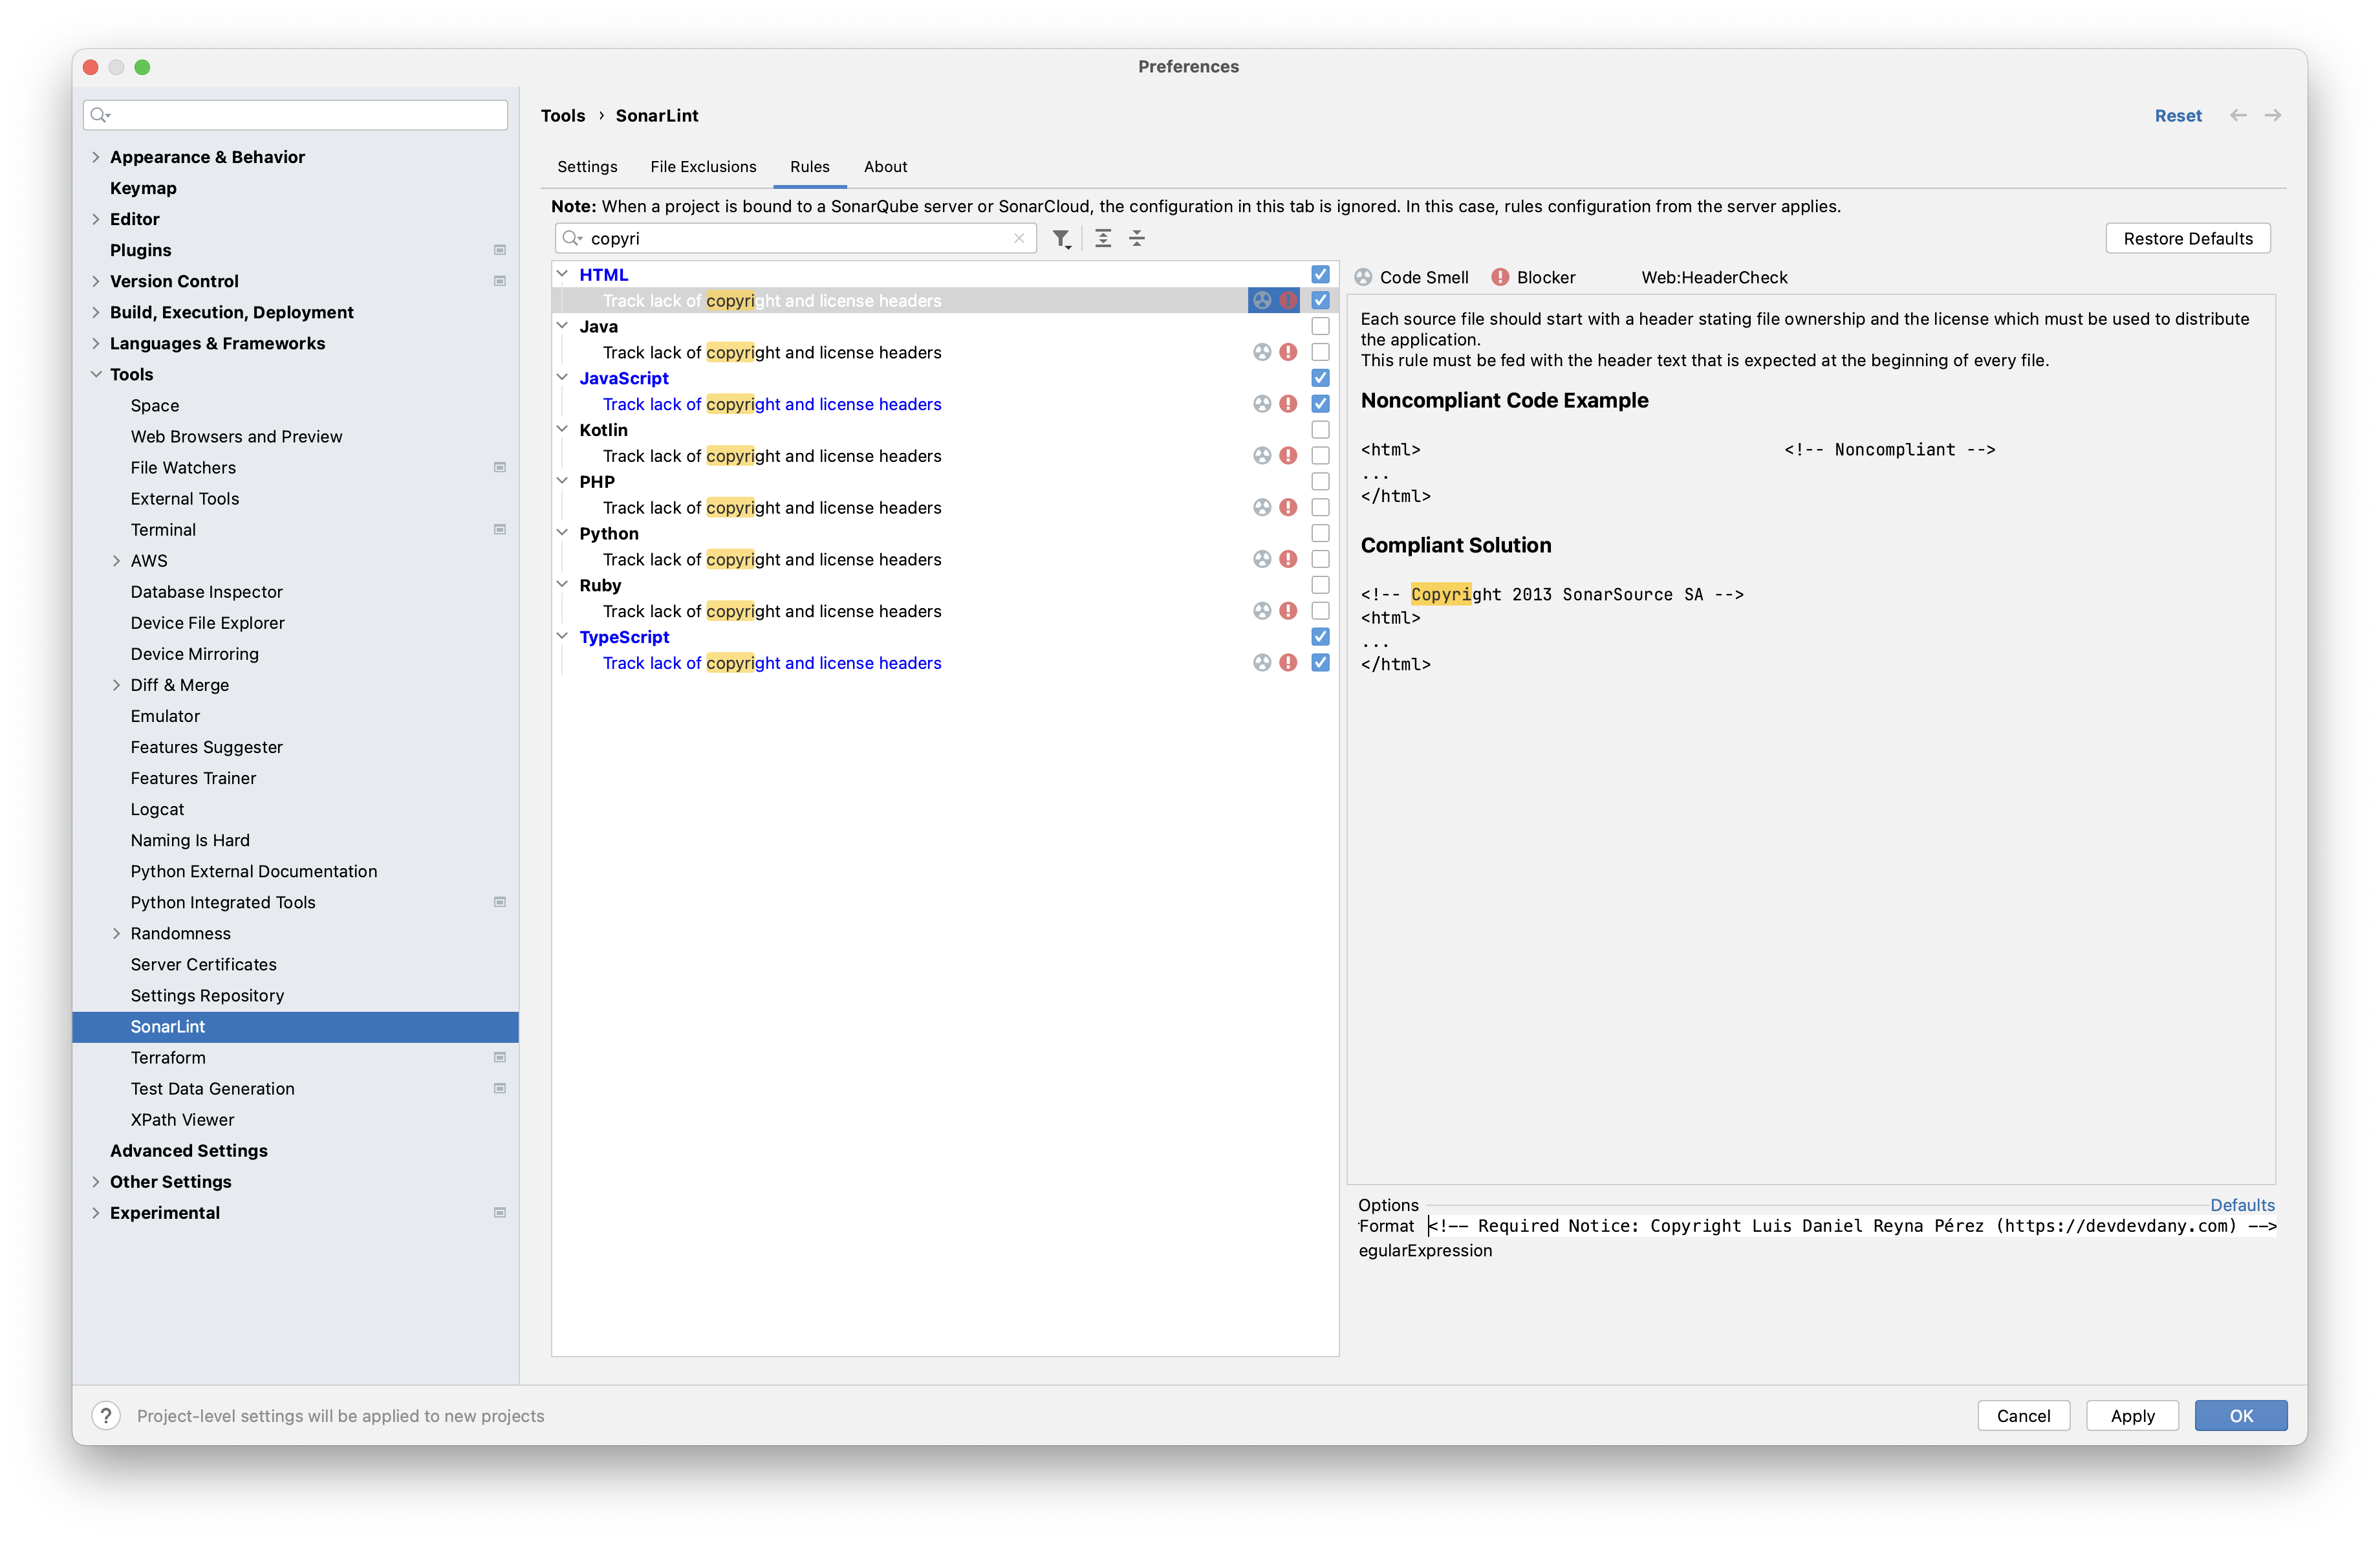 Preferences
Appearance & Behavior
Keymap
Editor
Plugins
Version Control
Build, Execution, Deployment
Languages & Frameworks
Tools
Space
Web Browsers and Preview
File Watchers
External Tools
Terminal
AWS
Database Inspector
Device File Explorer
Device Mirroring
Diff & Merge
Emulator
Features Suggester
Features Trainer
Logcat
Naming Is Hard
Python External Documentation
Python Integrated Tools
Randomness
Server Certificates
Settings Repository
SonarLint
Terraform
Test Data Generation
XPath Viewer
Advanced Settings
Other Settings
Experimental
Tools › SonarLint
Reset
Settings File Exclusions Rules About
Note: When a project is bound to a SonarQube server or SonarCloud, the configuration in this tab is ignored. In this case, rules configuration from the server applies.
copyri
Restore Defaults
HTML
Track lack of copyright and license headers
Java
Track lack of copyright and license headers
JavaScript
Track lack of copyright and license headers
Kotlin
Track lack of copyright and license headers
PHP
Track lack of copyright and license headers
Python
Track lack of copyright and license headers
Ruby
Track lack of copyright and license headers
TypeScript
Track lack of copyright and license headers
Code Smell Blocker Web:HeaderCheck
Each source file should start with a header stating file ownership and the license which must be used to distribute
the application.
This rule must be fed with the header text that is expected at the beginning of every file.
Noncompliant Code Example
<html> <!-- Noncompliant -->
...
</html>
Compliant Solution
<!-- Copyright 2013 SonarSource SA -->
<html>
...
</html>
Options Defaults
Format <!-- Required Notice: Copyright Luis Daniel Reyna Pérez (https://devdevdany.com) -->
egularExpression
? Project-level settings will be applied to new projects
Cancel Apply OK